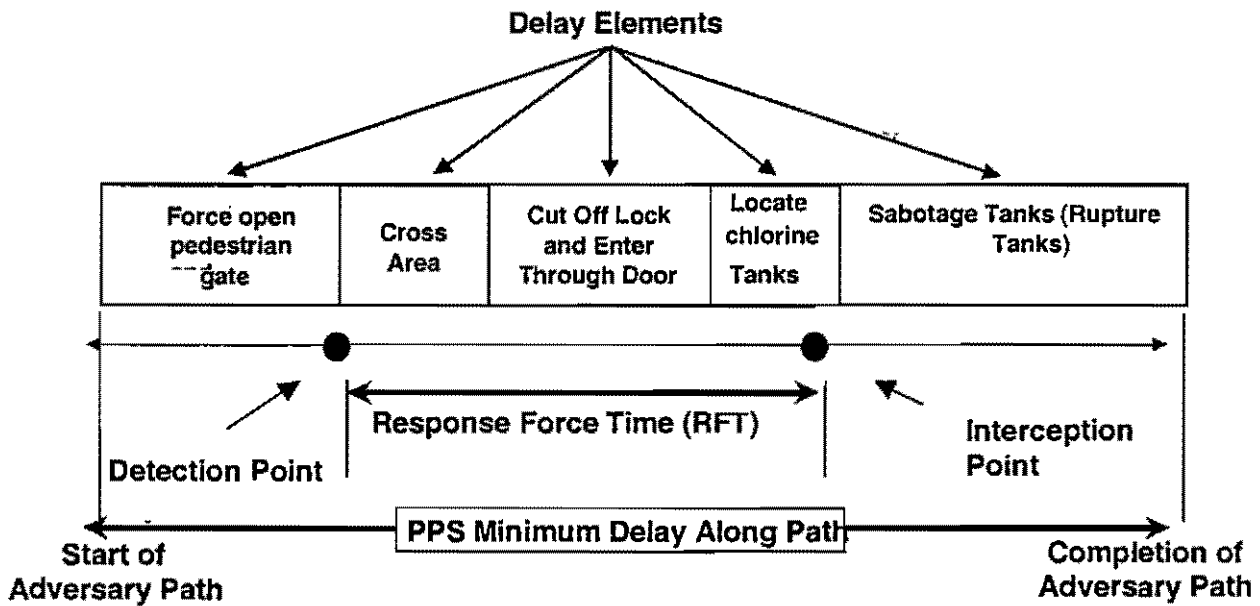 Delay Elements
Force open
pedestrian
gate
Cross
Area
Cut Off Lock
and Enter
Through Door
Locate
chlorine
Tanks
Sabotage Tanks (Rupture
Tanks)
Response Force Time (RFT)
Detection Point
Interception
Point
PPS Minimum Delay Along Path
Start of
Adversary Path
Completion of
Adversary Path